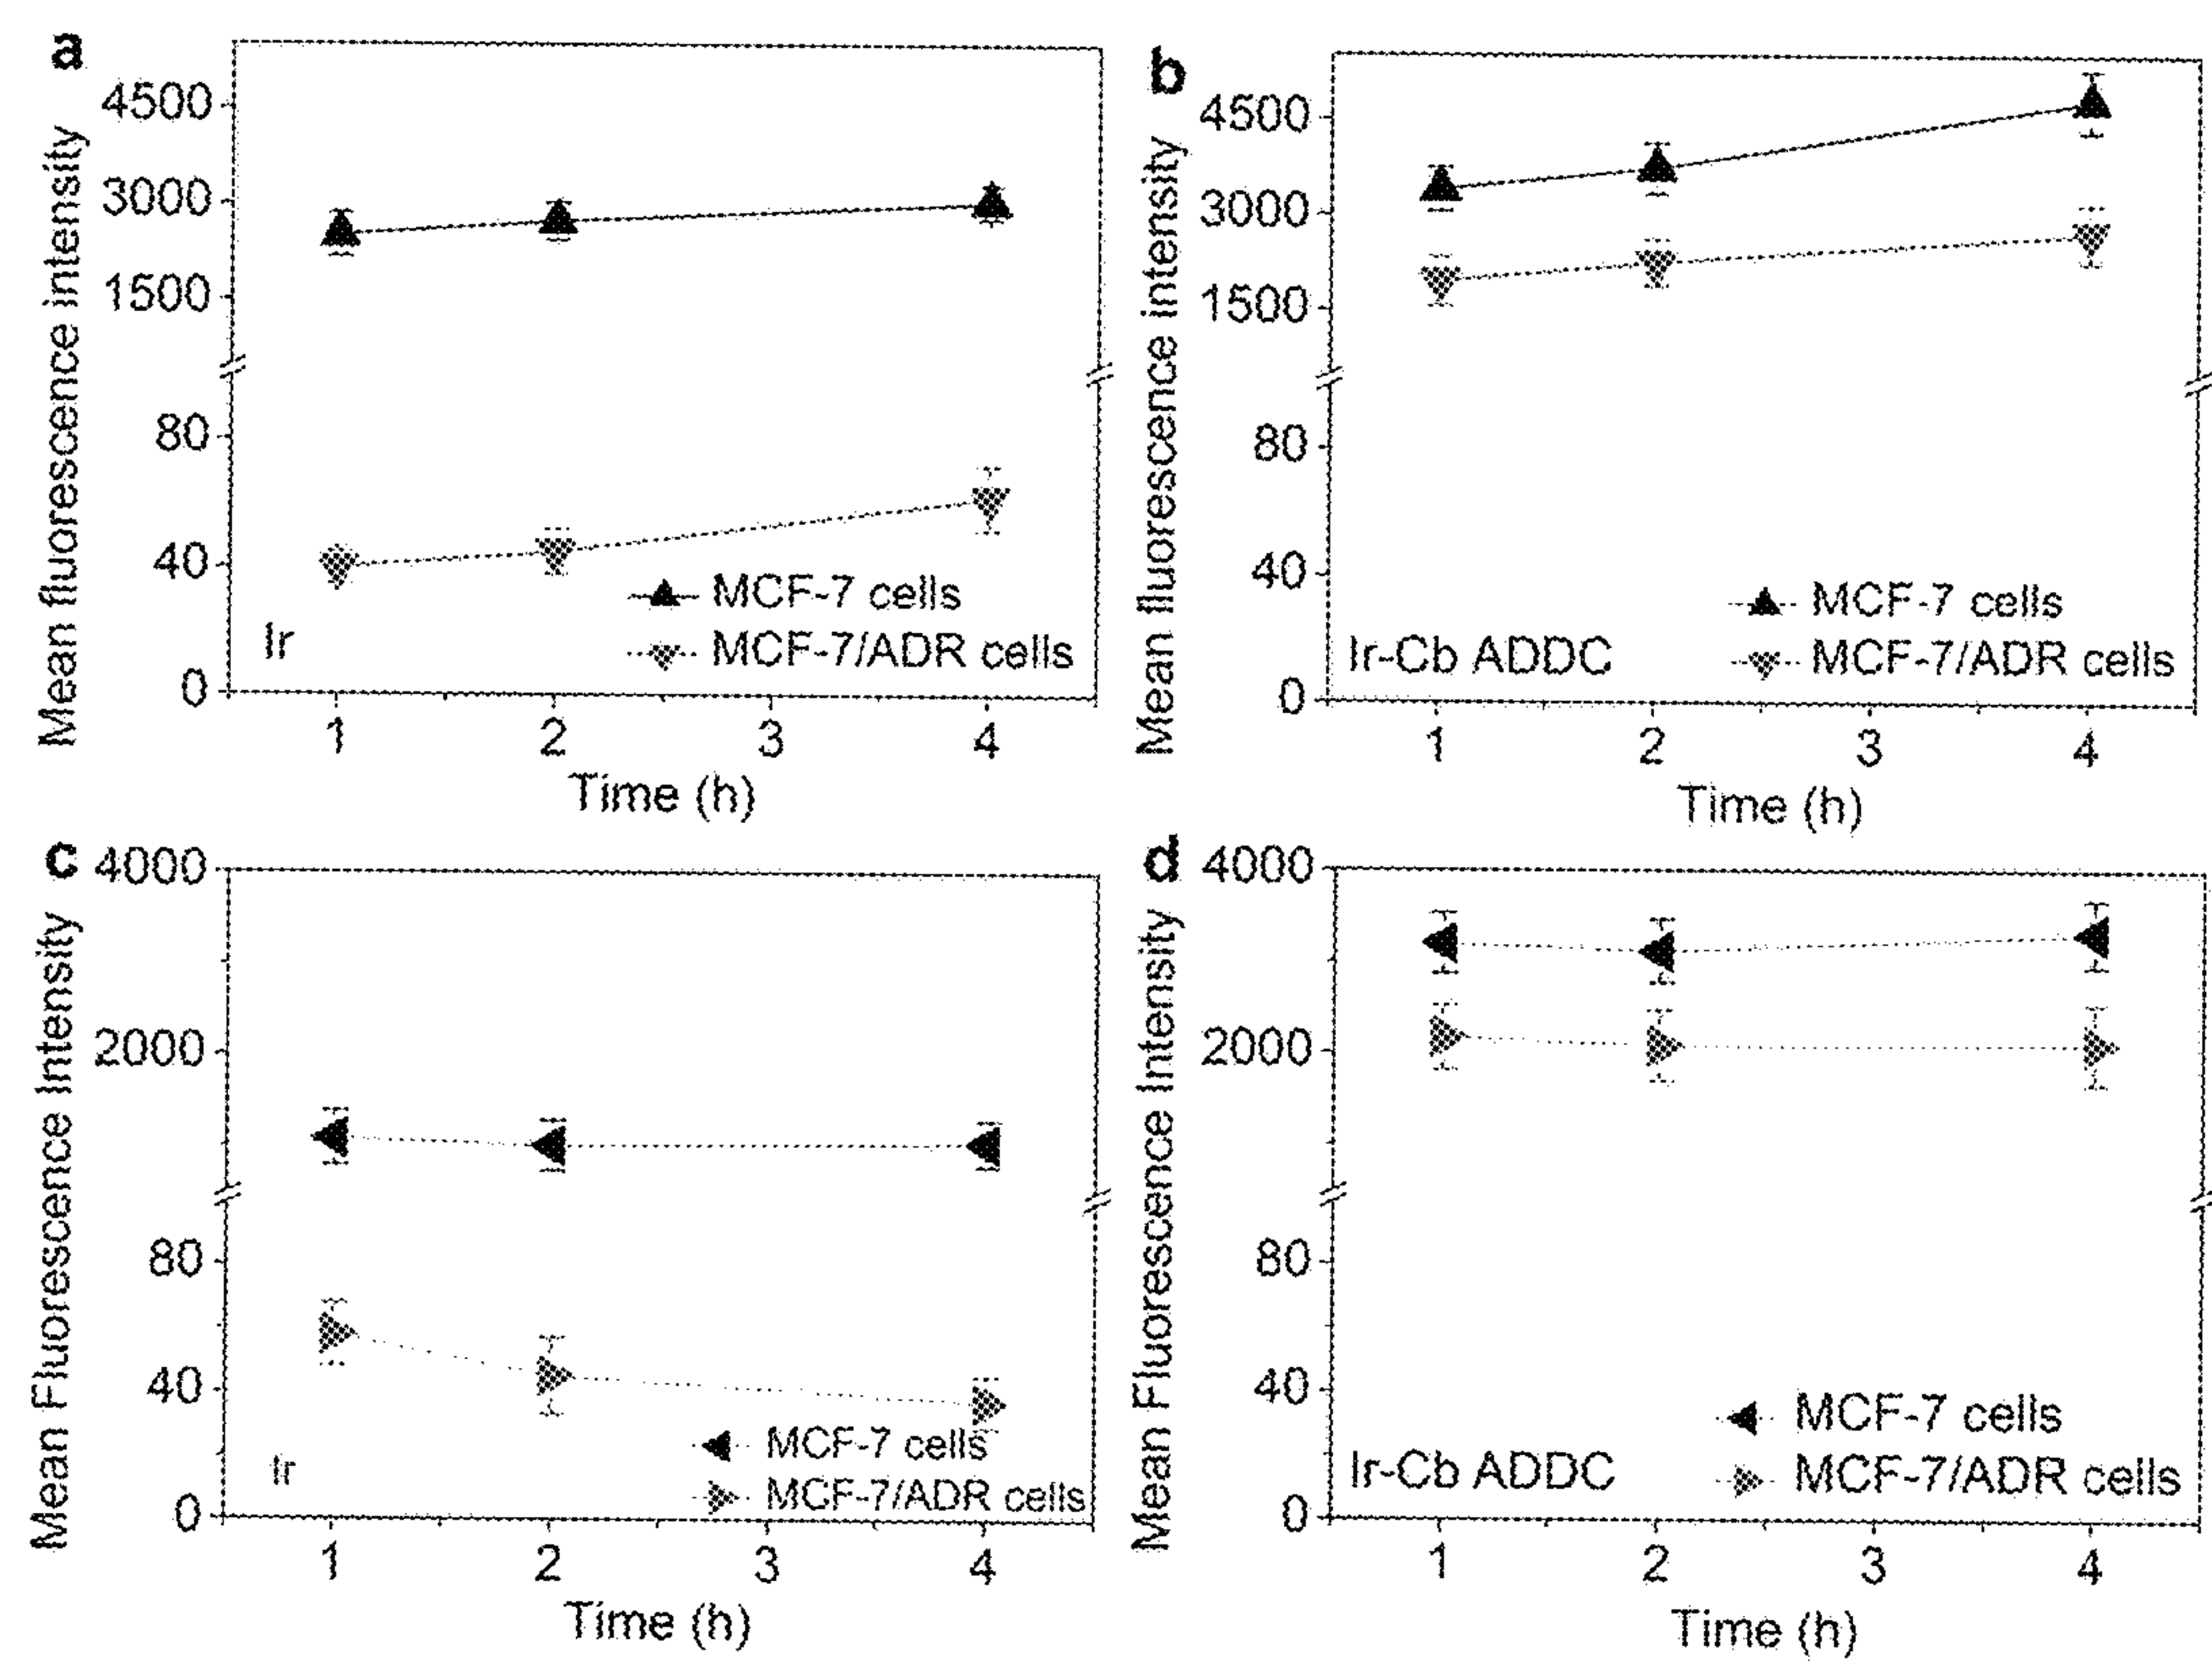 a
Mean fluorescence intensity
4500
3000
1500
80
40
0
Ir
MCF-7 cells
MCF-7/ADR cells
1 2 3 4
Time (h)
b
Mean fluorescence intensity
4500
3000
1500
80
40
0
Ir-Cb ADDC
MCF-7 cells
MCF-7/ADR cells
1 2 3 4
Time (h)
c
Mean Fluorescence Intensity
4000
2000
80
40
0
Ir
MCF-7 cells
MCF-7/ADR cells
1 2 3 4
Time (h)
d
Mean Fluorescence Intensity
4000
2000
80
40
0
Ir-Cb ADDC
MCF-7 cells
MCF-7/ADR cells
1 2 3 4
Time (h)